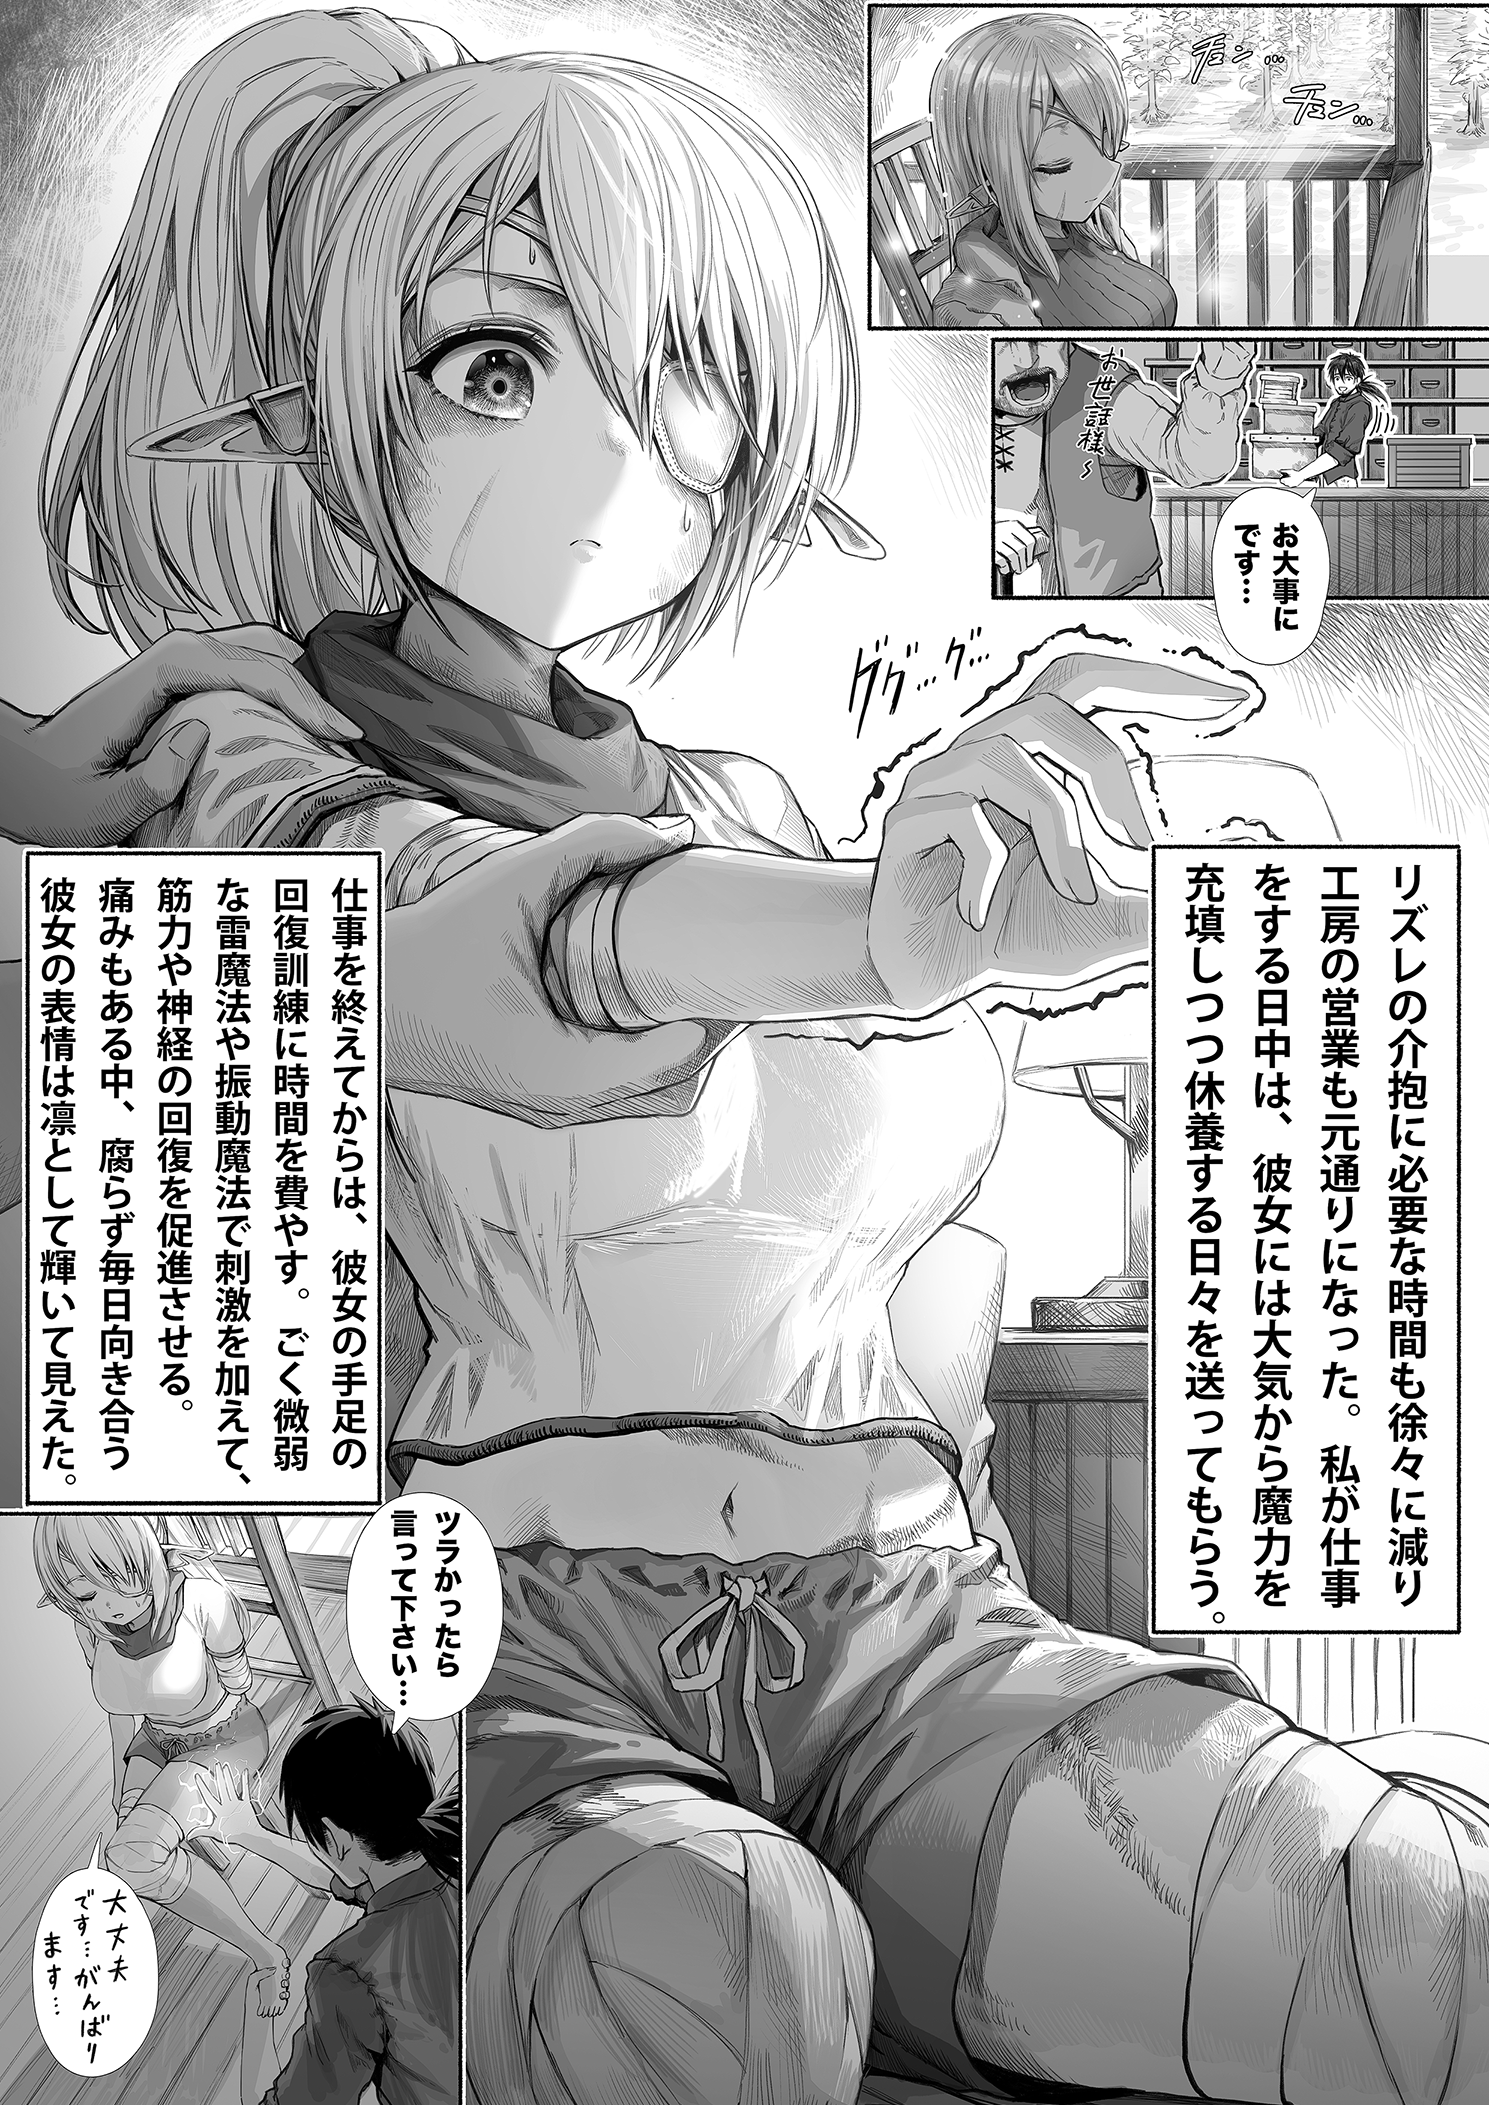 チュン…
チュン…
お世話様～
お大事に
です…
ググ…グ…
リズレの介抱に必要な時間も徐々に減り
工房の営業も元通りになった。私が仕事
をする日中は、彼女には大気から魔力を
充填しつつ休養する日々を送ってもらう。
仕事を終えてからは、彼女の手足の
回復訓練に時間を費やす。ごく微弱
な雷魔法や振動魔法で刺激を加えて、
筋力や神経の回復を促進させる。
痛みもある中、腐らず毎日向き合う
彼女の表情は凛として輝いて見えた。
ツラかったら
言って下さい…
大丈夫
です…がんばり
ます…